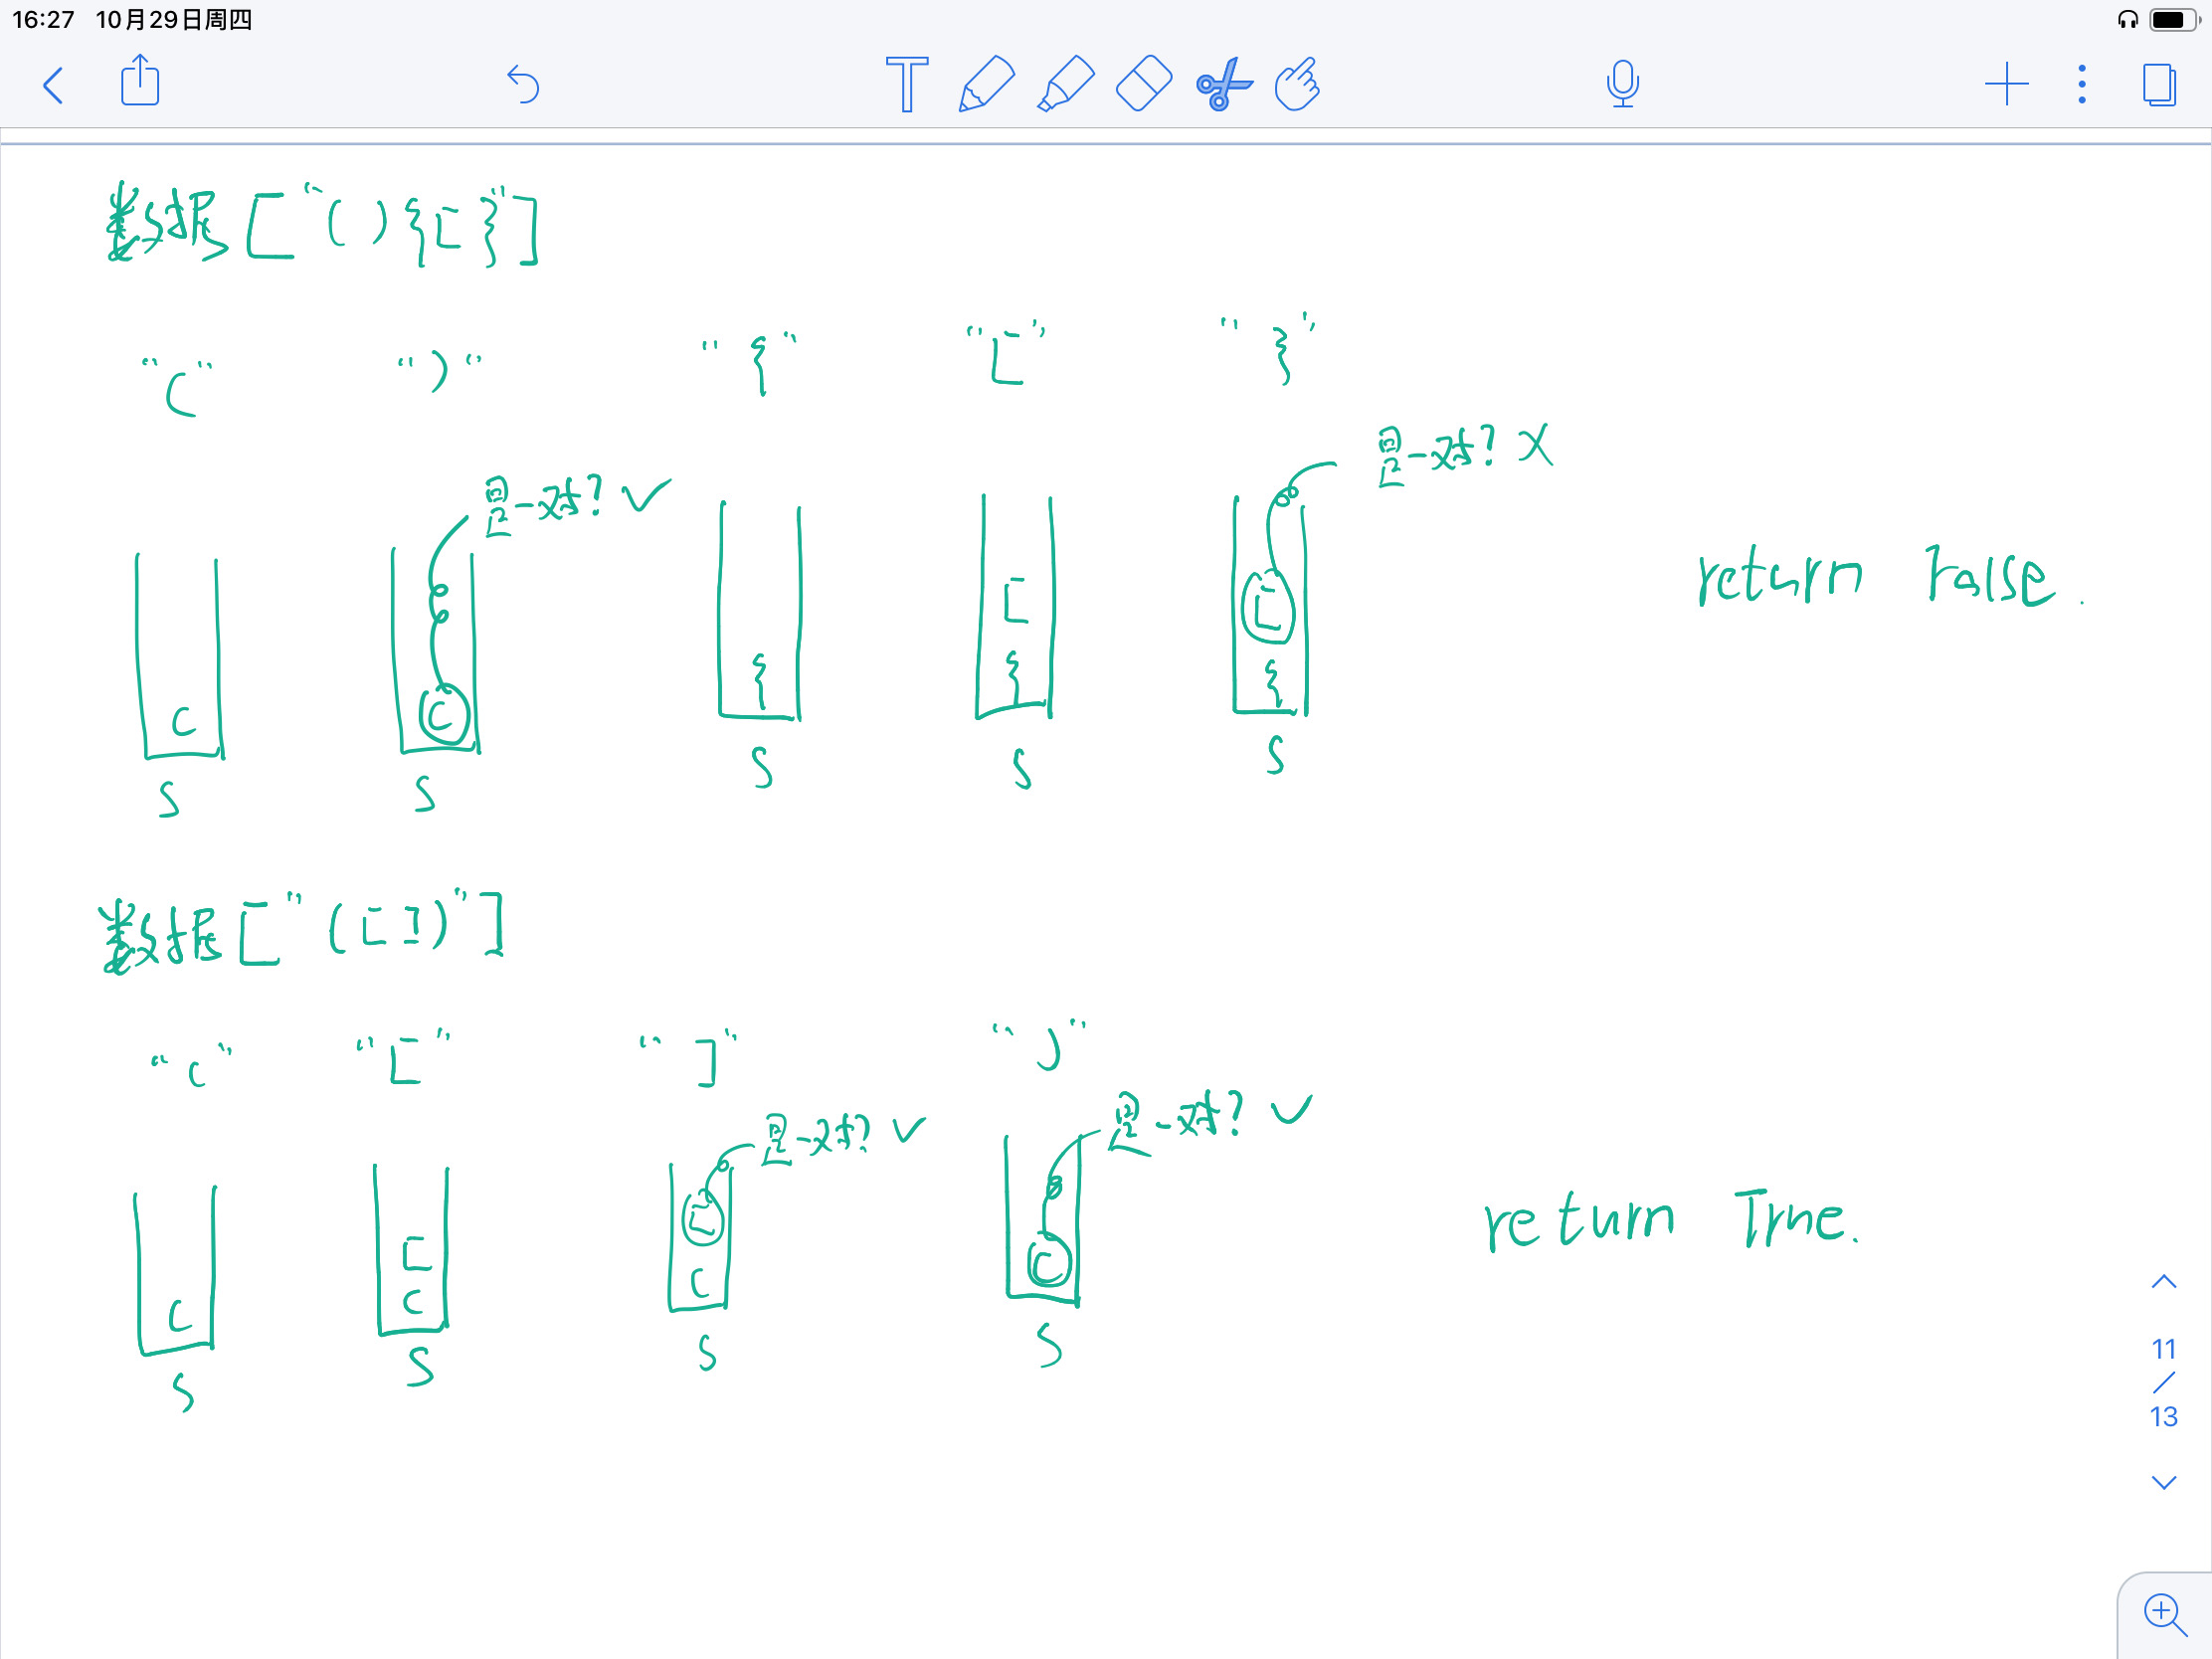 16:27 10月29日周四
数据["(){[}"]
"(" ")" "{" "[" "}"
是一对? ✓ 是一对? X
[
{ [ {
( ( { return False.
S S S S S
数据["([])"]
"(" "[" "]" ")"
是一对? ✓ 是一对? ✓
[ [ return True.
( ( ( (
S S S S
11
/
13